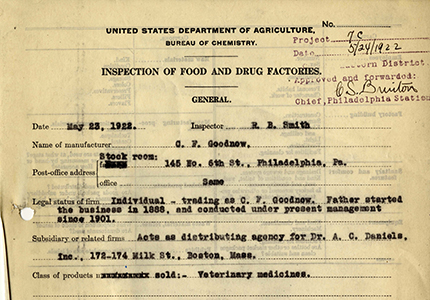 UNITED STATES DEPARTMENT OF AGRICULTURE,
BUREAU OF CHEMISTRY.
No.
Project 7C
Date 5/24/1922
Eastern District
Approved and forwarded:
Chief, Philadelphia Station
INSPECTION OF FOOD AND DRUG FACTORIES.
GENERAL.
Date May 23, 1922. Inspector R. B. Smith
Name of manufacturer C. F. Goodnow,
Stock room:
145 No. 6th St., Philadelphia, Pa.
Post-office address
office Same
Legal status of firm Individual - trading as C. F. Goodnow. Father started
the business in 1888, and conducted under present management
since 1901.
Subsidiary or related firms Acts as distributing agency for Dr. A. C. Daniels,
Inc., 172-174 Milk St., Boston, Mass.
Class of products sold:- Veterinary medicines.